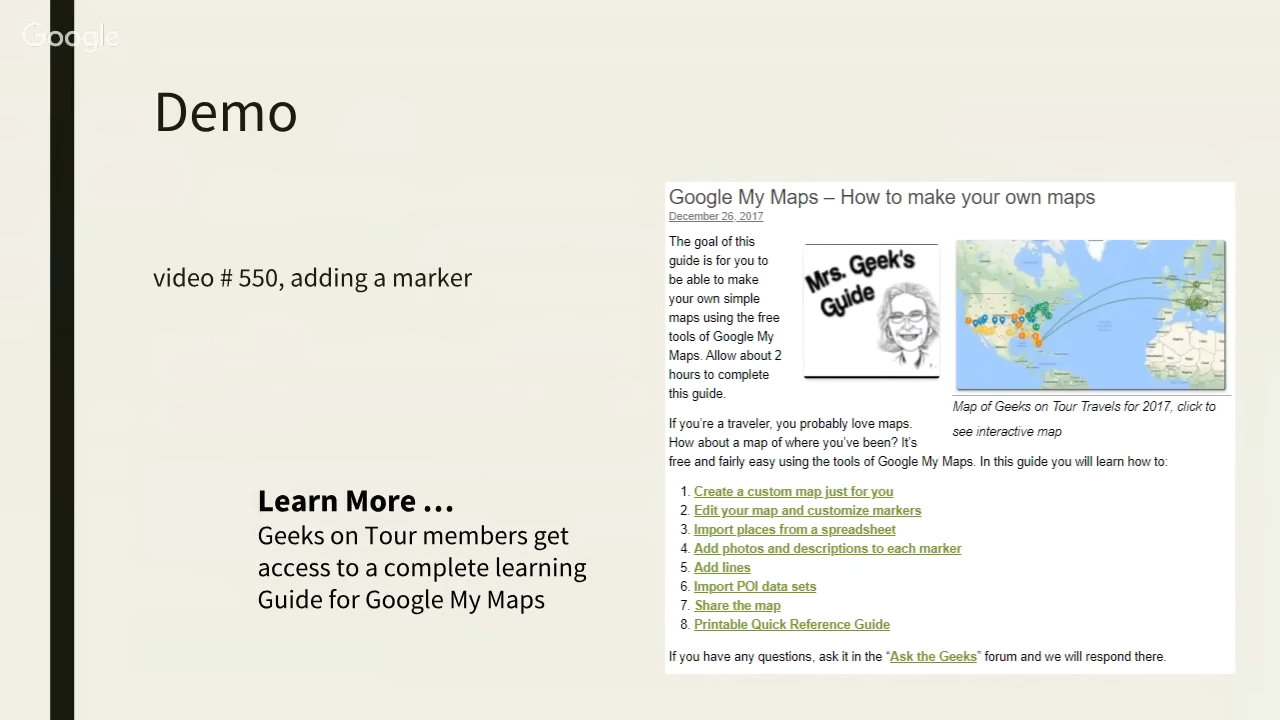 Google
Demo
video # 550, adding a marker
Learn More …
Geeks on Tour members get
access to a complete learning
Guide for Google My Maps
Google My Maps – How to make your own maps
December 26, 2017
The goal of this
guide is for you to
be able to make
your own simple
maps using the free
tools of Google My
Maps. Allow about 2
hours to complete
this guide.
Mrs. Geek's
Guide
Map of Geeks on Tour Travels for 2017, click to
see interactive map
If you're a traveler, you probably love maps.
How about a map of where you've been? It's
free and fairly easy using the tools of Google My Maps. In this guide you will learn how to:
1. Create a custom map just for you
2. Edit your map and customize markers
3. Import places from a spreadsheet
4. Add photos and descriptions to each marker
5. Add lines
6. Import POI data sets
7. Share the map
8. Printable Quick Reference Guide
If you have any questions, ask it in the “Ask the Geeks” forum and we will respond there.